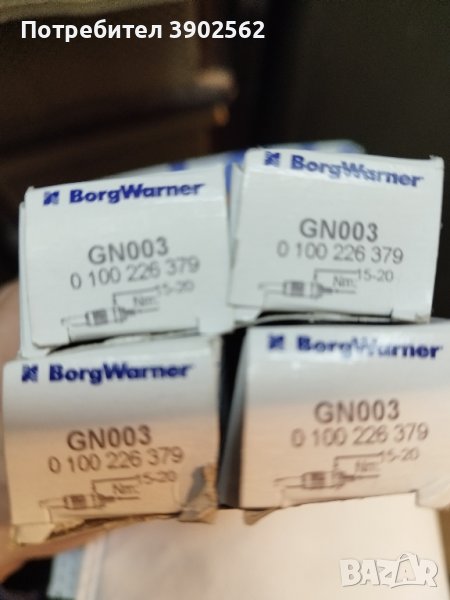 Потребител 3902562
BorgWarner
GN003
0 100 226 379
15-20
Nm:
BorgWarner
GN003
0 100 226 379
15-20
Nm:
BorgWarner
GN003
0 100 226 379
15-20
Nm:
BorgWarner
GN003
0 100 226 379
15-20
Nm:
BAZAR